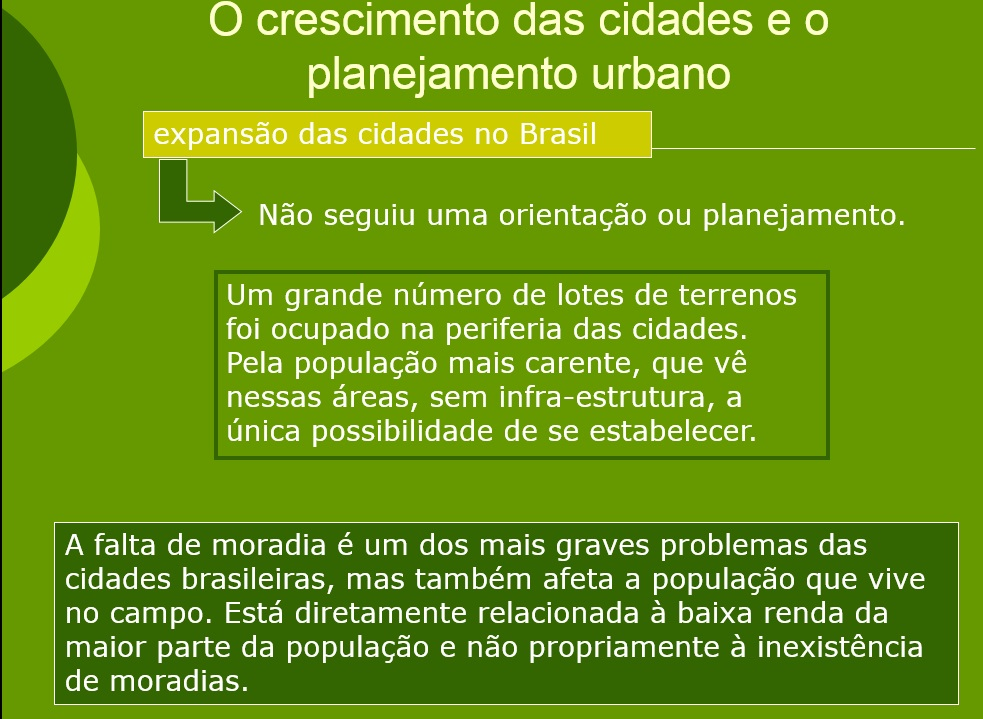 O crescimento das cidades e o
planejamento urbano
expansão das cidades no Brasil
Não seguiu uma orientação ou planejamento.
Um grande número de lotes de terrenos
foi ocupado na periferia das cidades.
Pela população mais carente, que vê
nessas áreas, sem infra-estrutura, a
única possibilidade de se estabelecer.
A falta de moradia é um dos mais graves problemas das
cidades brasileiras, mas também afeta a população que vive
no campo. Está diretamente relacionada à baixa renda da
maior parte da população e não propriamente à inexistência
de moradias.